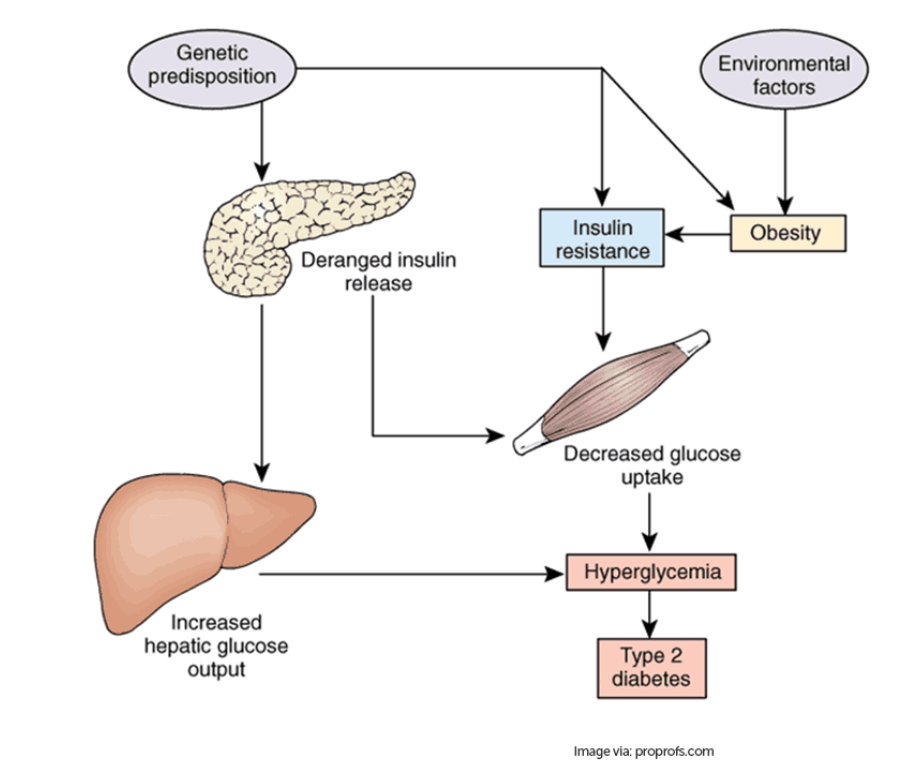 Genetic
predisposition
Environmental
factors
Insulin
resistance
Obesity
Deranged insulin
release
Decreased glucose
uptake
Hyperglycemia
Increased
hepatic glucose
output
Type 2
diabetes
Image via: proprofs.com